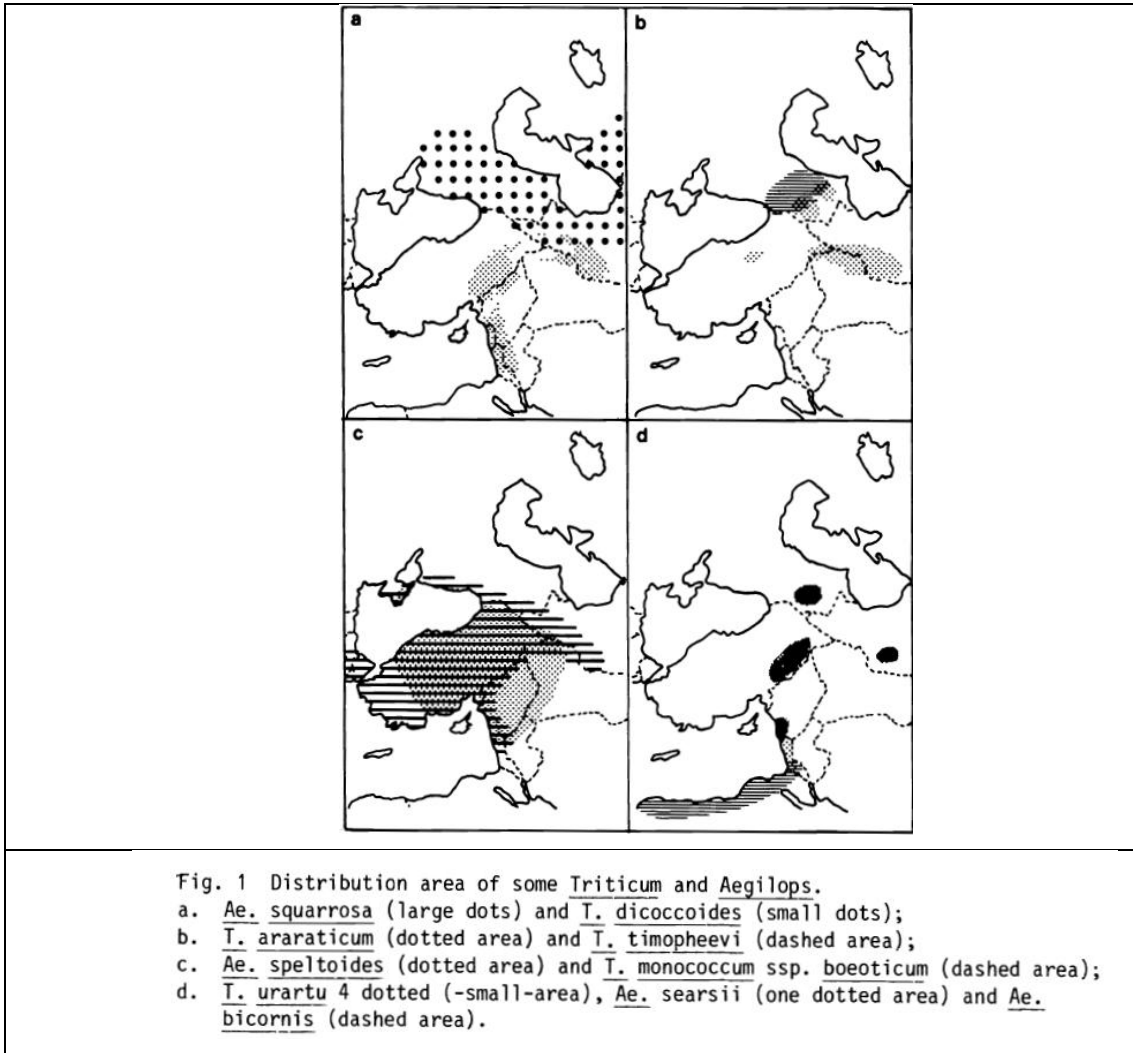 a
b
c
d
Fig. 1 Distribution area of some Triticum and Aegilops.
a. Ae. squarrosa (large dots) and T. dicoccoides (small dots);
b. T. araraticum (dotted area) and T. timopheevi (dashed area);
c. Ae. speltoides (dotted area) and T. monococcum ssp. boeoticum (dashed area);
d. T. urartu 4 dotted (-small-area), Ae. searsii (one dotted area) and Ae.
bicornis (dashed area).